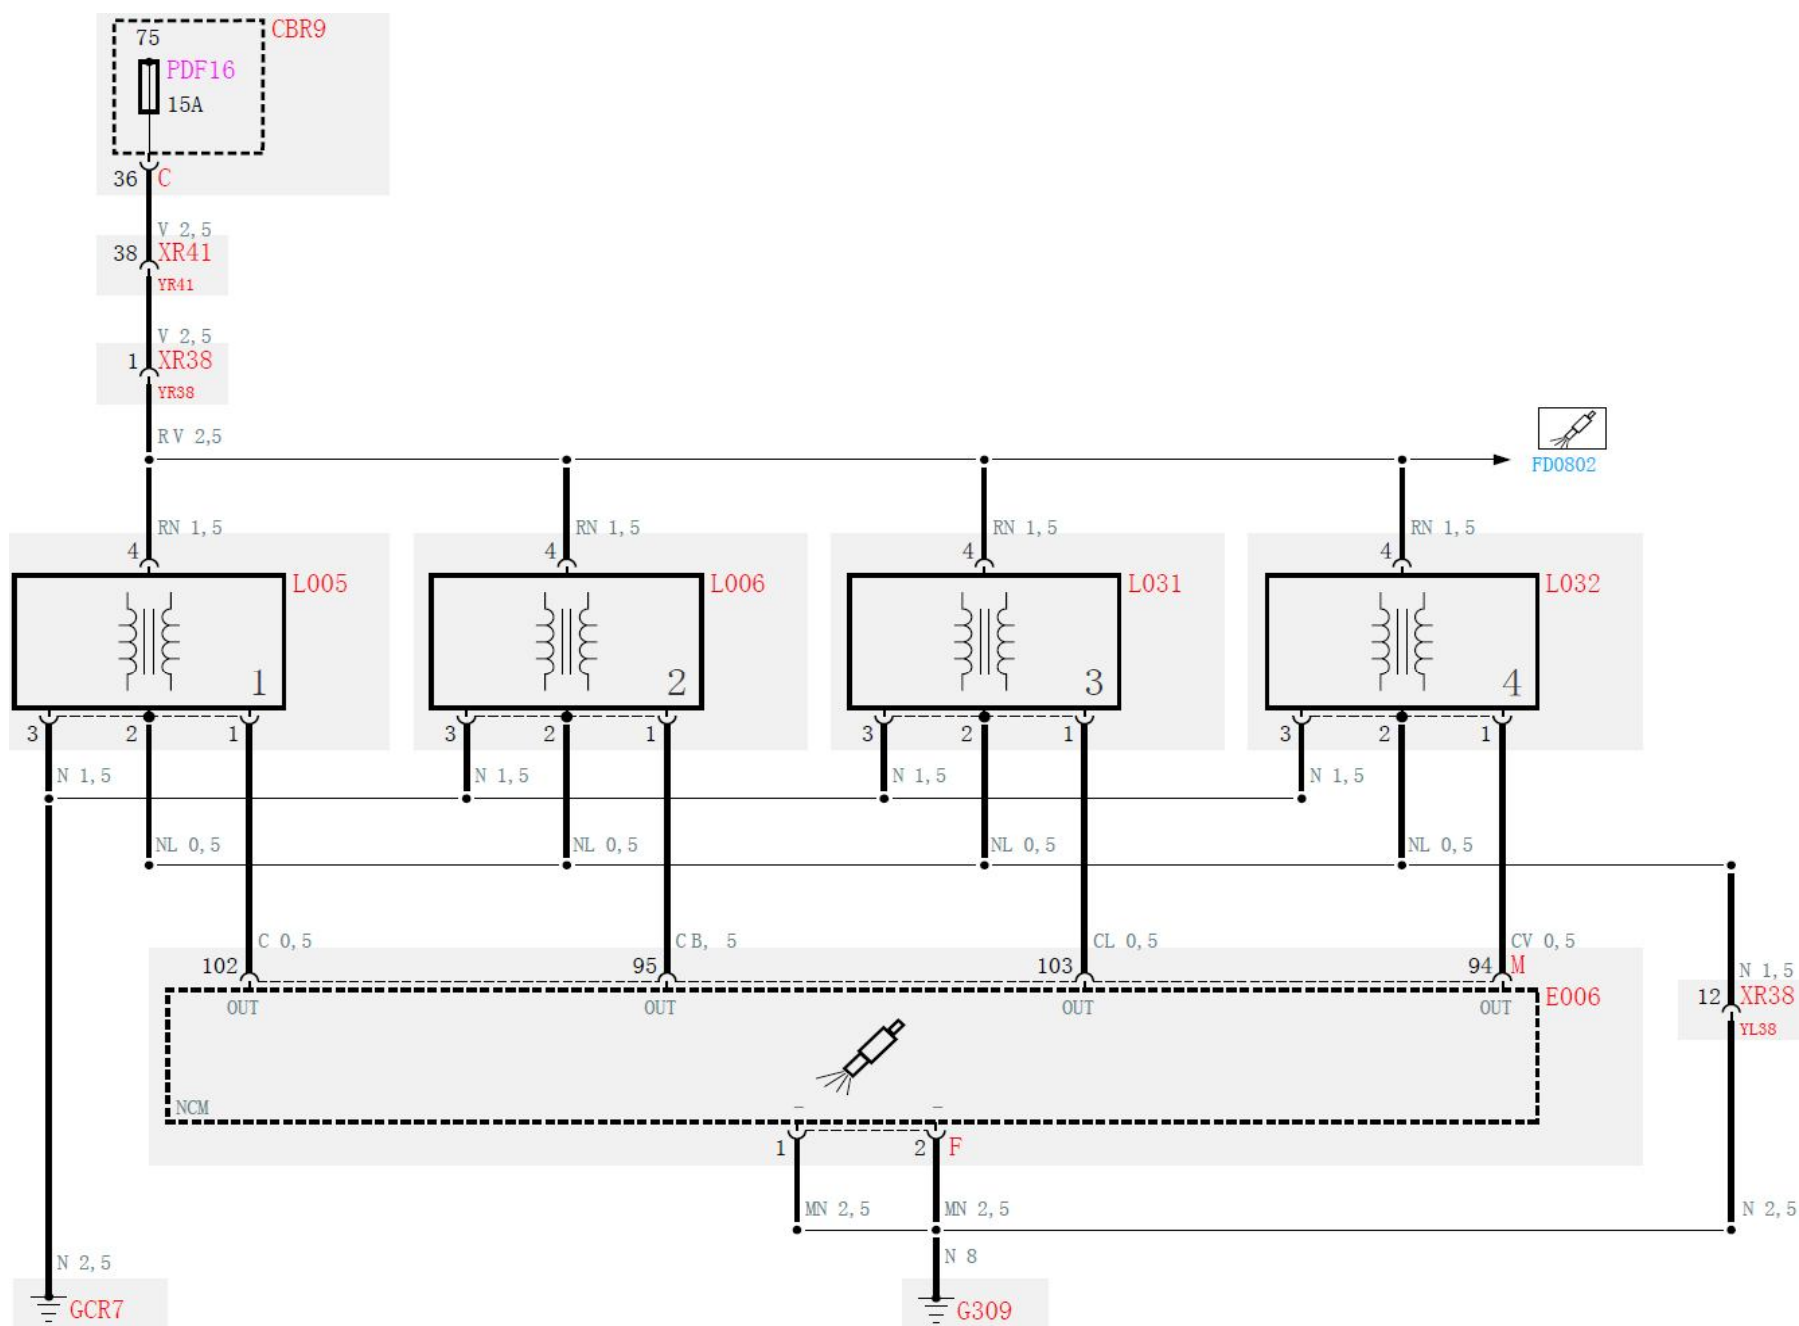 75
CBR9
PDF16
15A
36 C
V 2,5
38 XR41
YR41
V 2,5
1 XR38
YR38
RV 2,5
FD0802
RN 1,5 RN 1,5 RN 1,5 RN 1,5
4 4 4 4
L005 L006 L031 L032
1 2 3 4
3 2 1 3 2 1 3 2 1 3 2 1
N 1,5 N 1,5 N 1,5 N 1,5
NL 0,5 NL 0,5 NL 0,5 NL 0,5
C 0,5 CB, 5 CL 0,5 CV 0,5
102 95 103 94 M
N 1,5
OUT OUT OUT OUT
E006
12 XR38
YL38
NCM
– –
1 2 F
MN 2,5 MN 2,5 N 2,5
N 2,5 N 8
GCR7 G309